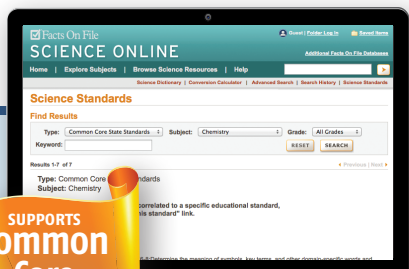 Facts On File
Guest | Folder Log In Saved Items
SCIENCE ONLINE
Additional Facts On File Databases
Home | Explore Subjects | Browse Science Resources | Help
Science Dictionary | Conversion Calculator | Advanced Search | Search History | Science Standards
Science Standards
Find Results
Type: Common Core State Standards Subject: Chemistry Grade: All Grades
Keyword: RESET SEARCH
Results 1-7 of 7 Previous | Next
Type: Common Core ndards
Subject: Chemistry
correlated to a specific educational standard,
his standard" link.
Determine the meaning of symbols, key terms, and other domain-specific words and
SUPPORTS
ommon
Core